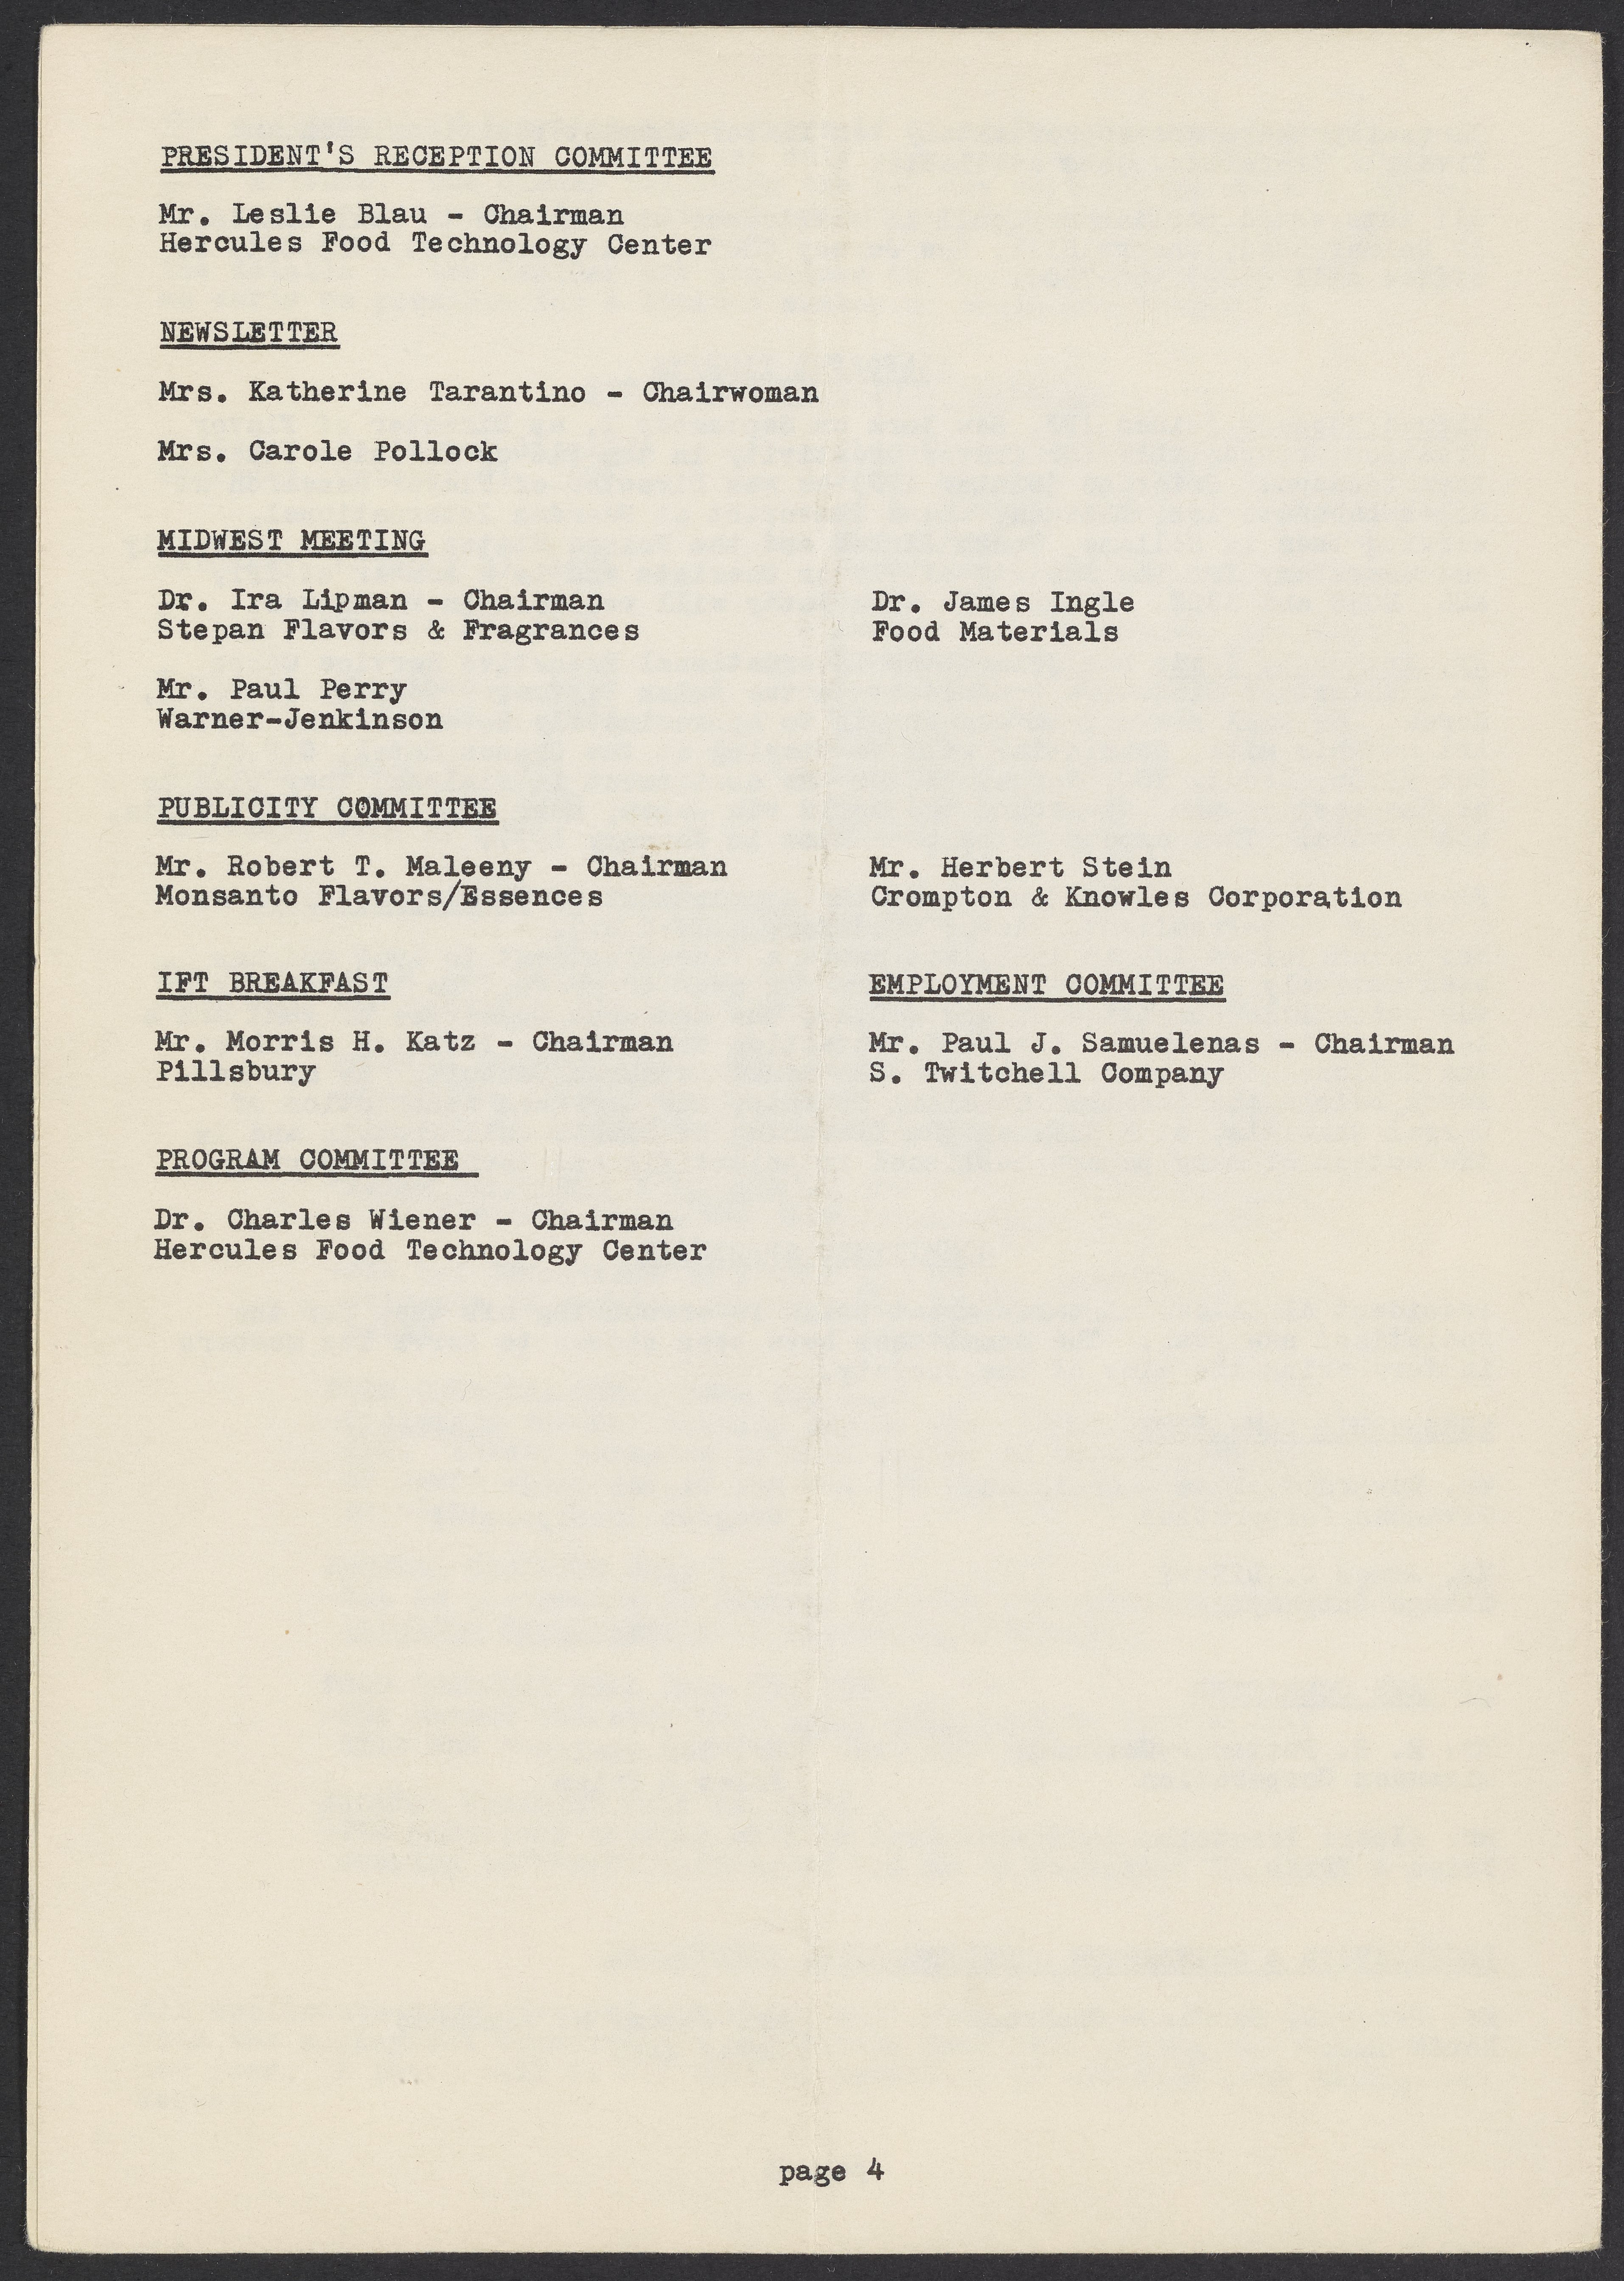 PRESIDENT'S RECEPTION COMMITTEE
Mr. Leslie Blau - Chairman
Hercules Food Technology Center
NEWSLETTER
Mrs. Katherine Tarantino - Chairwoman
Mrs. Carole Pollock
MIDWEST MEETING
Dr. Ira Lipman - Chairman
Stepan Flavors & Fragrances
Dr. James Ingle
Food Materials
Mr. Paul Perry
Warner-Jenkinson
PUBLICITY COMMITTEE
Mr. Robert T. Maleeny - Chairman
Monsanto Flavors/Essences
Mr. Herbert Stein
Crompton & Knowles Corporation
IFT BREAKFAST
Mr. Morris H. Katz - Chairman
Pillsbury
EMPLOYMENT COMMITTEE
Mr. Paul J. Samuelenas - Chairman
S. Twitchell Company
PROGRAM COMMITTEE
Dr. Charles Wiener - Chairman
Hercules Food Technology Center
page 4